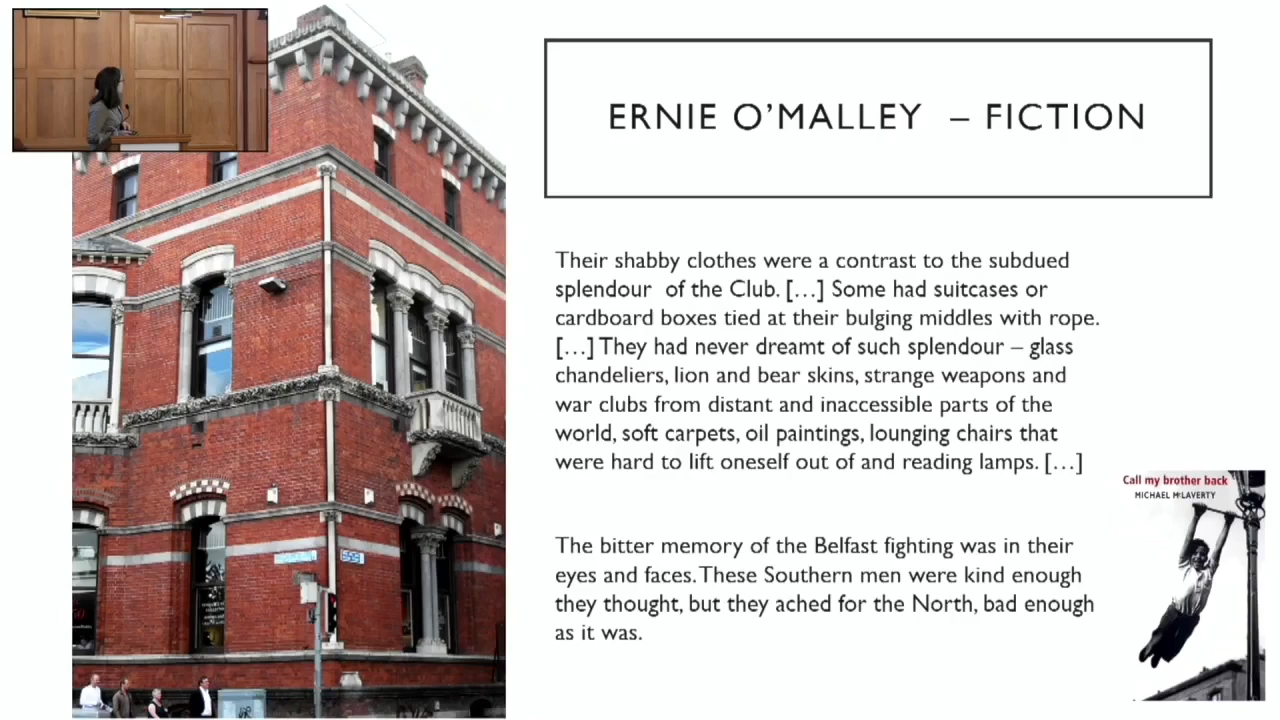 ERNIE O’MALLEY – FICTION
Their shabby clothes were a contrast to the subdued
splendour of the Club. […] Some had suitcases or
cardboard boxes tied at their bulging middles with rope.
[…] They had never dreamt of such splendour – glass
chandeliers, lion and bear skins, strange weapons and
war clubs from distant and inaccessible parts of the
world, soft carpets, oil paintings, lounging chairs that
were hard to lift oneself out of and reading lamps. […]
The bitter memory of the Belfast fighting was in their
eyes and faces. These Southern men were kind enough
they thought, but they ached for the North, bad enough
as it was.
Call my brother back
MICHAEL McLAVERTY